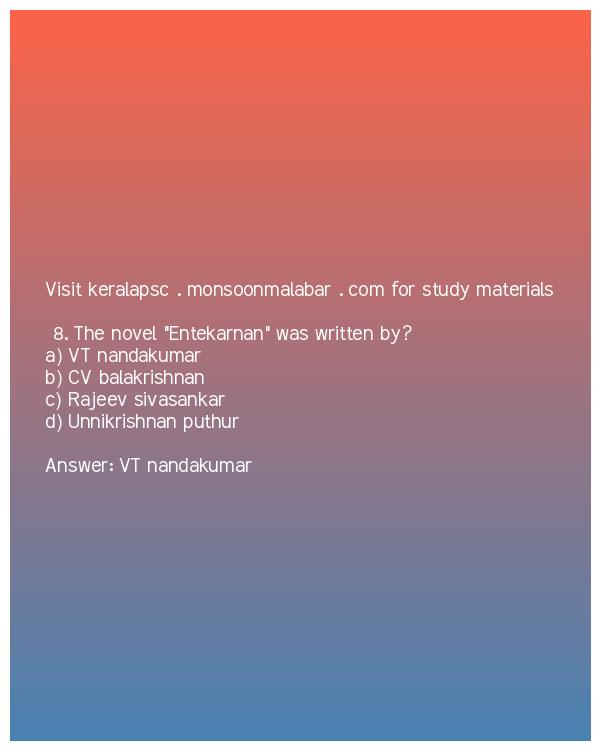 Visit keralapsc . monsoonmalabar . com for study materials
8. The novel "Entekarnan" was written by?
a) VT nandakumar
b) CV balakrishnan
c) Rajeev sivasankar
d) Unnikrishnan puthur
Answer: VT nandakumar